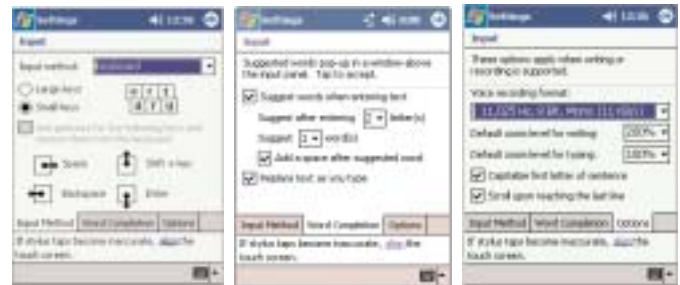 Settings
Input
Input method: Keyboard
Large keys
Small keys
Space
Shift + key
Backspace
Enter
Input Method Word Completion Options
If stylus taps become inaccurate, align the
touch screen.
Settings
Input
Suggested words pop-up in a window above
the input panel. Tap to accept.
Suggest words when entering text
Suggest after entering 2 letter(s)
Suggest word(s)
Add a space after suggested word
Replace text as you type
Input Method Word Completion Options
If stylus taps become inaccurate, align the
touch screen.
Settings
Input
These options apply when writing or
recording is supported.
Voice recording format:
Default zoom level for writing: 200%
Default zoom level for typing: 100%
Capitalize first letter of sentence
Scroll upon reaching the last line
Input Method Word Completion Options
If stylus taps become inaccurate, align the
touch screen.